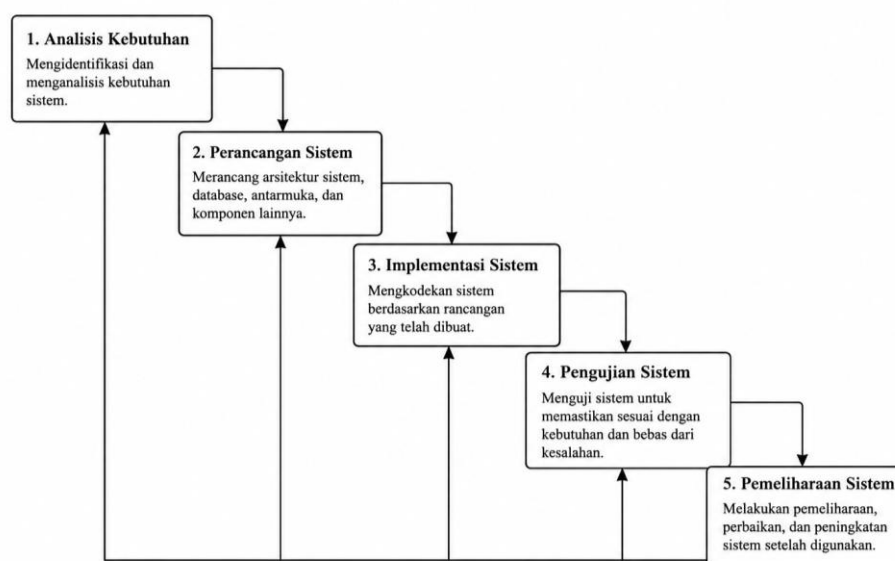 1. Analisis Kebutuhan
Mengidentifikasi dan
menganalisis kebutuhan
sistem.
2. Perancangan Sistem
Merancang arsitektur sistem,
database, antarmuka, dan
komponen lainnya.
3. Implementasi Sistem
Mengkodekan sistem
berdasarkan rancangan
yang telah dibuat.
4. Pengujian Sistem
Menguji sistem untuk
memastikan sesuai dengan
kebutuhan dan bebas dari
kesalahan.
5. Pemeliharaan Sistem
Melakukan pemeliharaan,
perbaikan, dan peningkatan
sistem setelah digunakan.